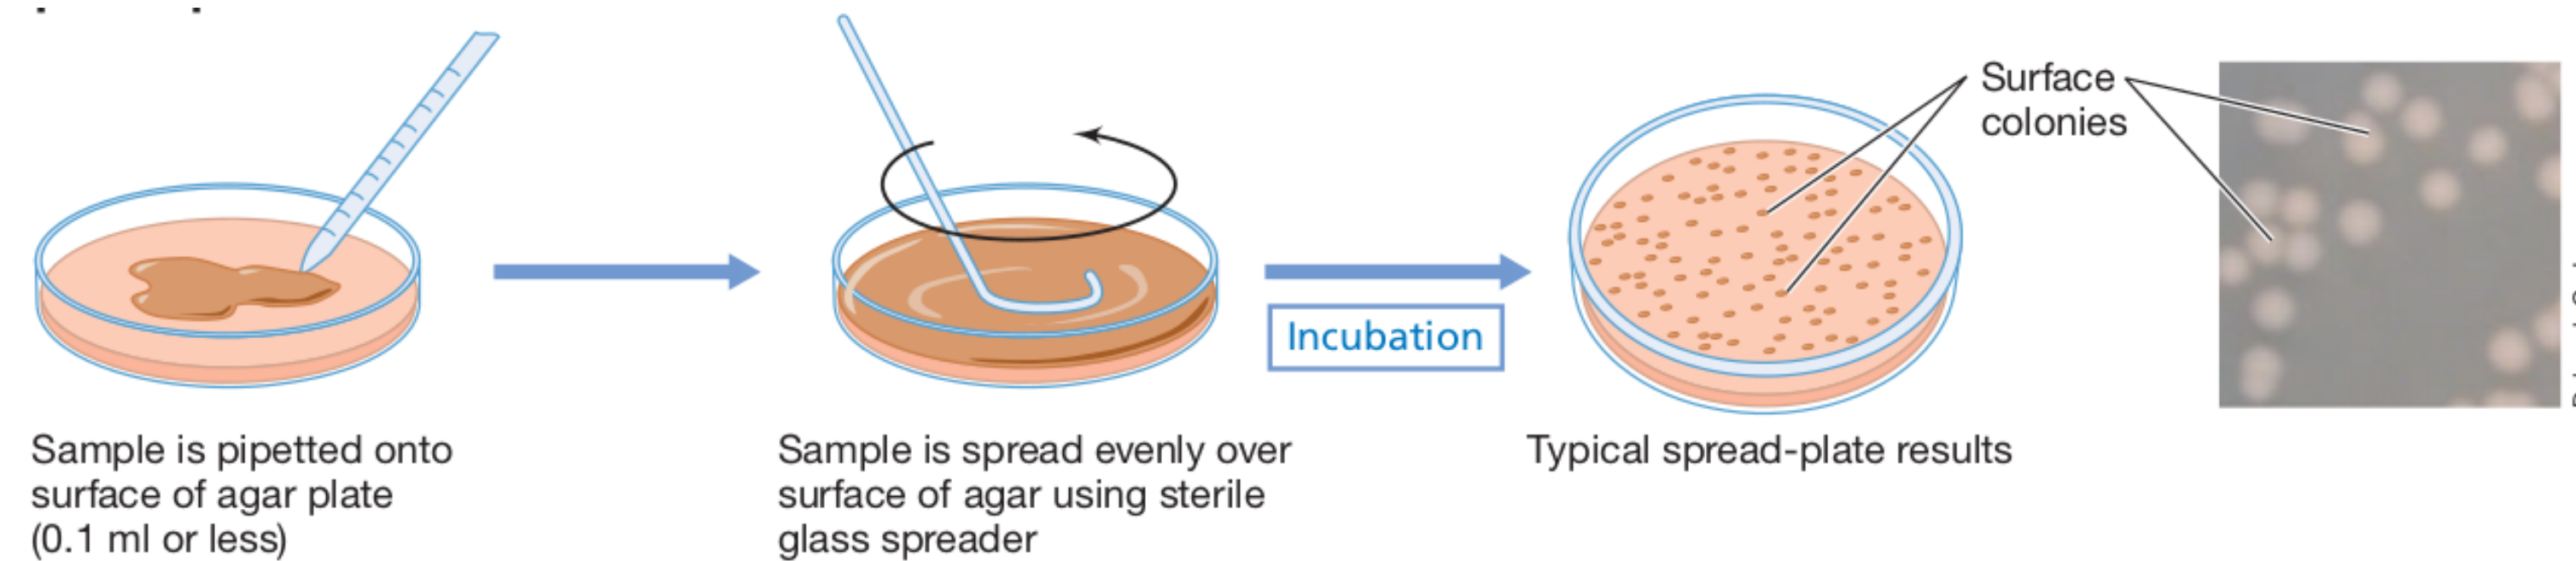 Surface
colonies
Incubation
Sample is pipetted onto
surface of agar plate
(0.1 ml or less)
Sample is spread evenly over
surface of agar using sterile
glass spreader
Typical spread-plate results